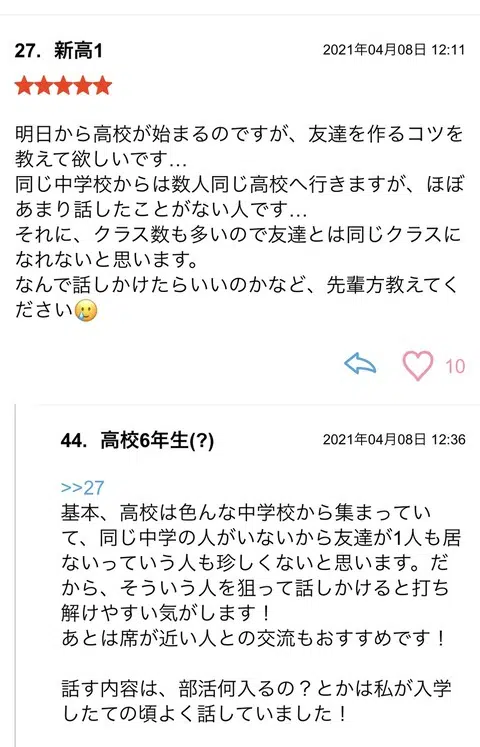 27. 新高1 2021年04月08日 12:11
★★★★★
明日から高校が始まるのですが、友達を作るコツを
教えて欲しいです…
同じ中学校からは数人同じ高校へ行きますが、ほぼ
あまり話したことがない人です…
それに、クラス数も多いので友達とは同じクラスに
なれないと思います。
なんで話しかけたらいいのかなど、先輩方教えてく
ださい🥲
10
44. 高校6年生(?) 2021年04月08日 12:36
>>27
基本、高校は色んな中学校から集まってい
て、同じ中学の人がいないから友達が1人も居
ないっていう人も珍しくないと思います。だ
から、そういう人を狙って話しかけると打ち
解けやすい気がします！
あとは席が近い人との交流もおすすめです！
話す内容は、部活何入るの？とかは私が入学
したての頃よく話していました！